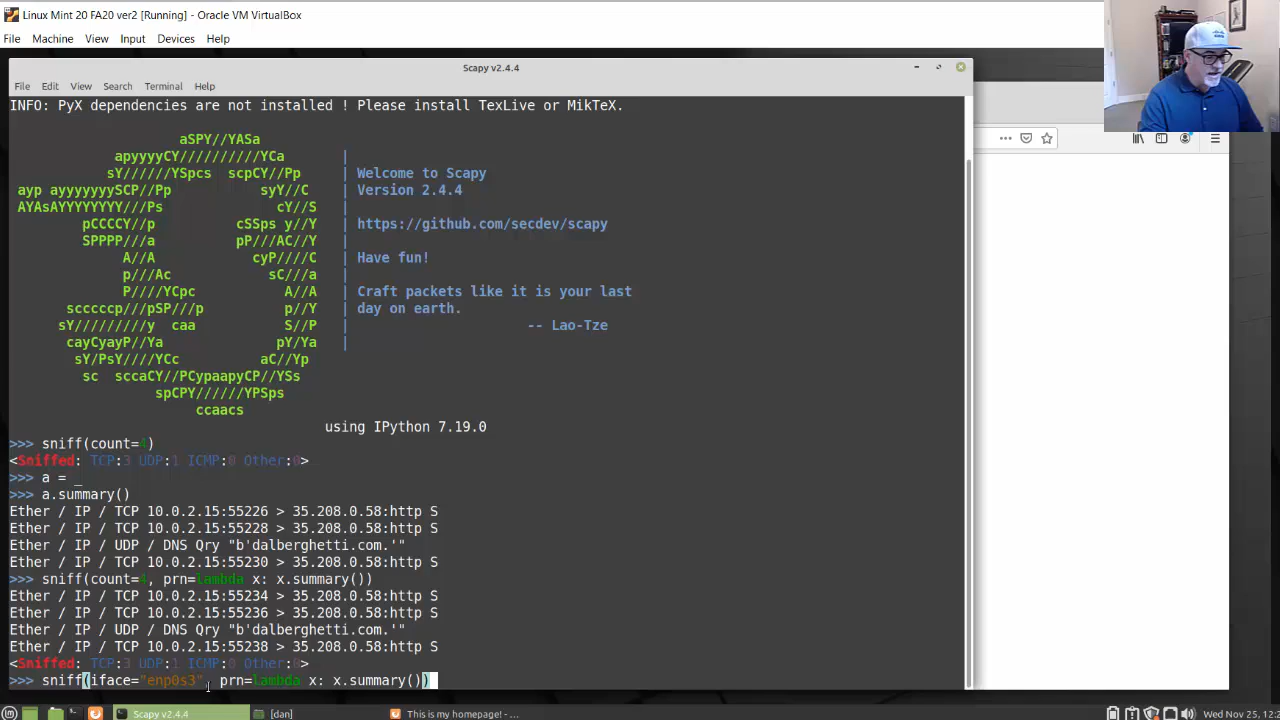 Linux Mint 20 FA20 ver2 [Running] - Oracle VM VirtualBox
File Machine View Input Devices Help
Scapy v2.4.4
File Edit View Search Terminal Help
INFO: PyX dependencies are not installed ! Please install TexLive or MikTeX.
aSPY//YASa
apyyyyCY//////////YCa |
sY//////YSpcs scpCY//Pp | Welcome to Scapy
ayp ayyyyyyySCP//Pp syY//C | Version 2.4.4
AYAsAYYYYYYYY///Ps cY//S |
pCCCCY//p cSSps y//Y | https://github.com/secdev/scapy
SPPPP///a pP///AC//Y |
A//A cyP////C | Have fun!
p///Ac sC///a |
P////YCpc A//A | Craft packets like it is your last
scccccp///pSP///p p//Y | day on earth.
sY/////////y caa S//P | -- Lao-Tze
cayCyayP//Ya pY/Ya |
sY/PsY////YCc aC//Yp
sc sccaCY//PCypaapyCP//YSs
spCPY//////YPSps
ccaacs
using IPython 7.19.0
>>> sniff(count=4)
<Sniffed: TCP:3 UDP:1 ICMP:0 Other:0>
>>> a = _
>>> a.summary()
Ether / IP / TCP 10.0.2.15:55226 > 35.208.0.58:http S
Ether / IP / TCP 10.0.2.15:55228 > 35.208.0.58:http S
Ether / IP / UDP / DNS Qry "b'dalberghetti.com.'"
Ether / IP / TCP 10.0.2.15:55230 > 35.208.0.58:http S
>>> sniff(count=4, prn=lambda x: x.summary())
Ether / IP / TCP 10.0.2.15:55234 > 35.208.0.58:http S
Ether / IP / TCP 10.0.2.15:55236 > 35.208.0.58:http S
Ether / IP / UDP / DNS Qry "b'dalberghetti.com.'"
Ether / IP / TCP 10.0.2.15:55238 > 35.208.0.58:http S
<Sniffed: TCP:3 UDP:1 ICMP:0 Other:0>
>>> sniff(iface="enp0s3", prn=lambda x: x.summary())
Scapy v2.4.4 [dan] This is my homepage! - ... Wed Nov 25, 12:2